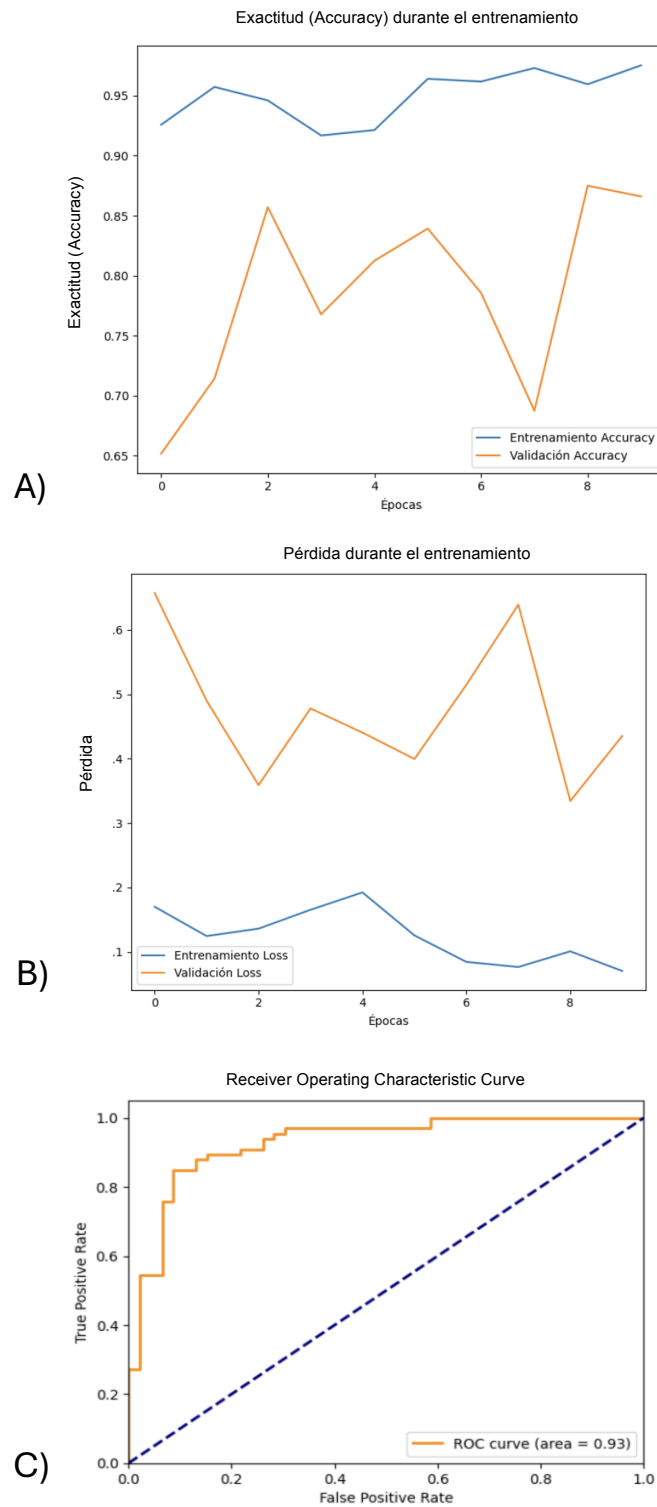 Exactitud (Accuracy) durante el entrenamiento
0.95
0.90
0.85
0.80
0.75
0.70
0.65
Exactitud (Accuracy)
Entrenamiento Accuracy
Validación Accuracy
0 2 4 6 8
Épocas
A)
Pérdida durante el entrenamiento
.6
.5
.4
.3
.2
.1
Pérdida
Entrenamiento Loss
Validación Loss
0 2 4 6 8
Épocas
B)
Receiver Operating Characteristic Curve
1.0
0.8
0.6
0.4
0.2
0.0
True Positive Rate
ROC curve (area = 0.93)
0.0 0.2 0.4 0.6 0.8 1.0
False Positive Rate
C)